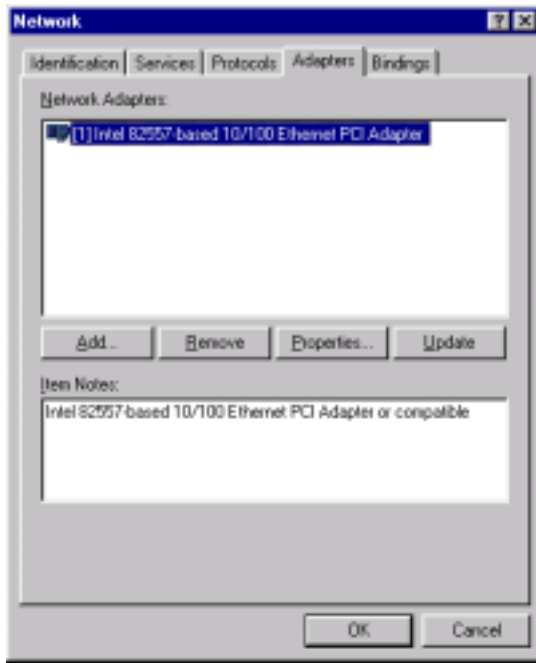 Network
Identification Services Protocols Adapters Bindings
Network Adapters:
[1] Intel 82557-based 10/100 Ethernet PCI Adapter
Add... Remove Properties... Update
Item Notes:
Intel 82557-based 10/100 Ethernet PCI Adapter or compatible
OK Cancel